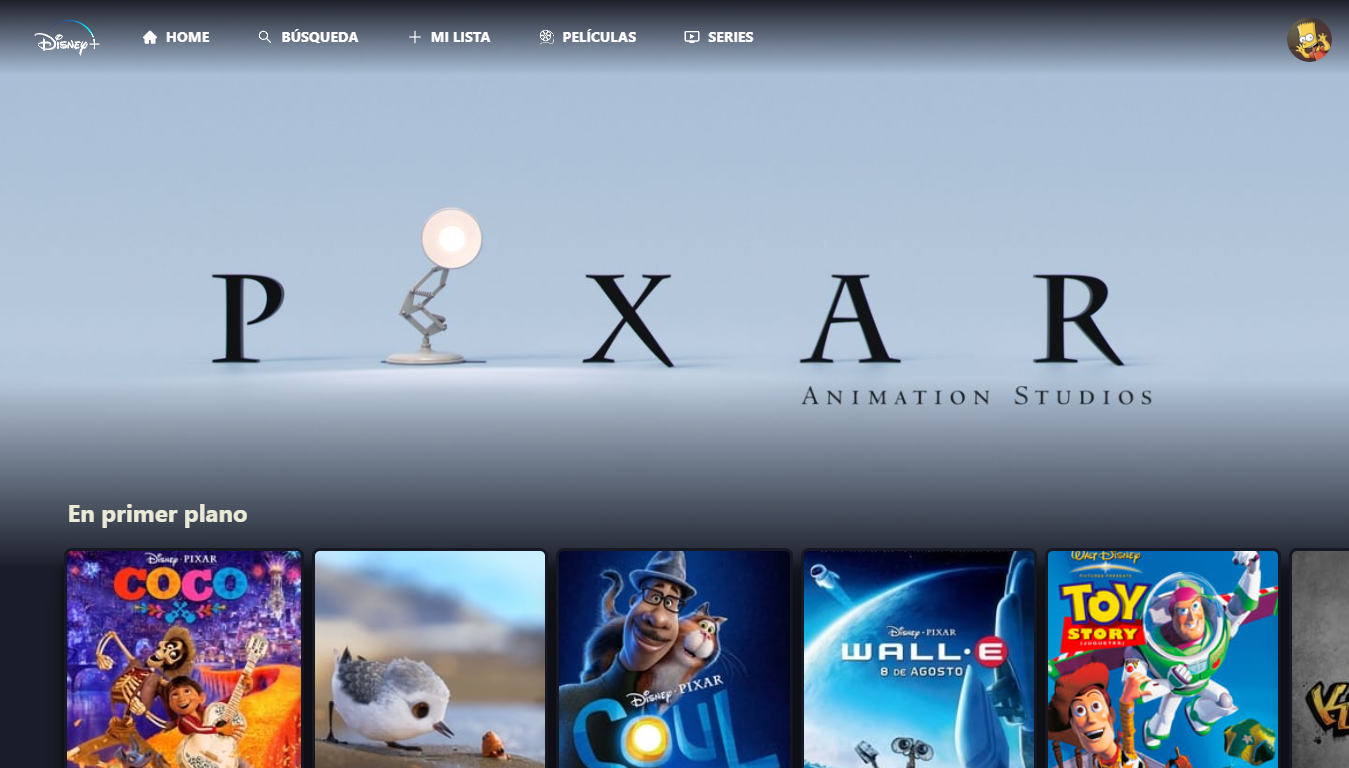 Disney+
HOME
BÚSQUEDA
MI LISTA
PELÍCULAS
SERIES
P X A R
ANIMATION STUDIOS
En primer plano
DISNEY · PIXAR
COCO
DISNEY · PIXAR
SOUL
DISNEY · PIXAR
WALL·E
8 DE AGOSTO
WALT DISNEY
PICTURES PRESENTS
TOY
STORY
(JUGUETES)